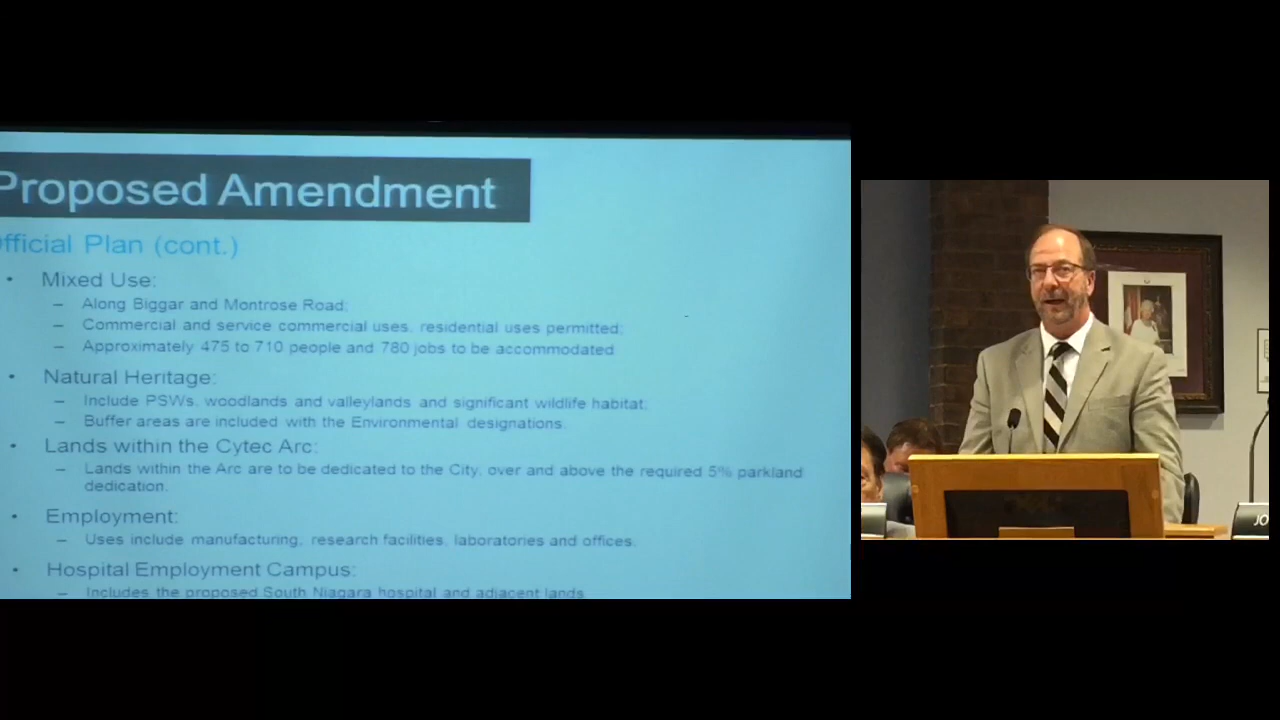 Proposed Amendment
Official Plan (cont.)
• Mixed Use:
– Along Biggar and Montrose Road;
– Commercial and service commercial uses, residential uses permitted;
– Approximately 475 to 710 people and 780 jobs to be accommodated
• Natural Heritage:
– Include PSWs, woodlands and valleylands and significant wildlife habitat;
– Buffer areas are included with the Environmental designations.
• Lands within the Cytec Arc:
– Lands within the Arc are to be dedicated to the City, over and above the required 5% parkland
dedication.
• Employment:
– Uses include manufacturing, research facilities, laboratories and offices.
• Hospital Employment Campus:
– Includes the proposed South Niagara hospital and adjacent lands
JO